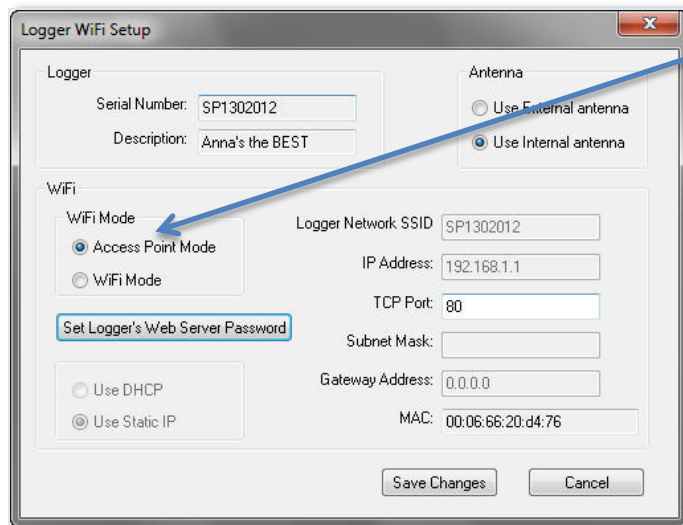 Logger WiFi Setup
Logger
Serial Number: SP1302012
Description: Anna's the BEST
Antenna
Use External antenna
Use Internal antenna
WiFi
WiFi Mode
Access Point Mode
WiFi Mode
Set Logger's Web Server Password
Use DHCP
Use Static IP
Logger Network SSID SP1302012
IP Address: 192.168.1.1
TCP Port: 80
Subnet Mask:
Gateway Address: 0.0.0.0
MAC: 00:06:66:20:d4:76
Save Changes
Cancel